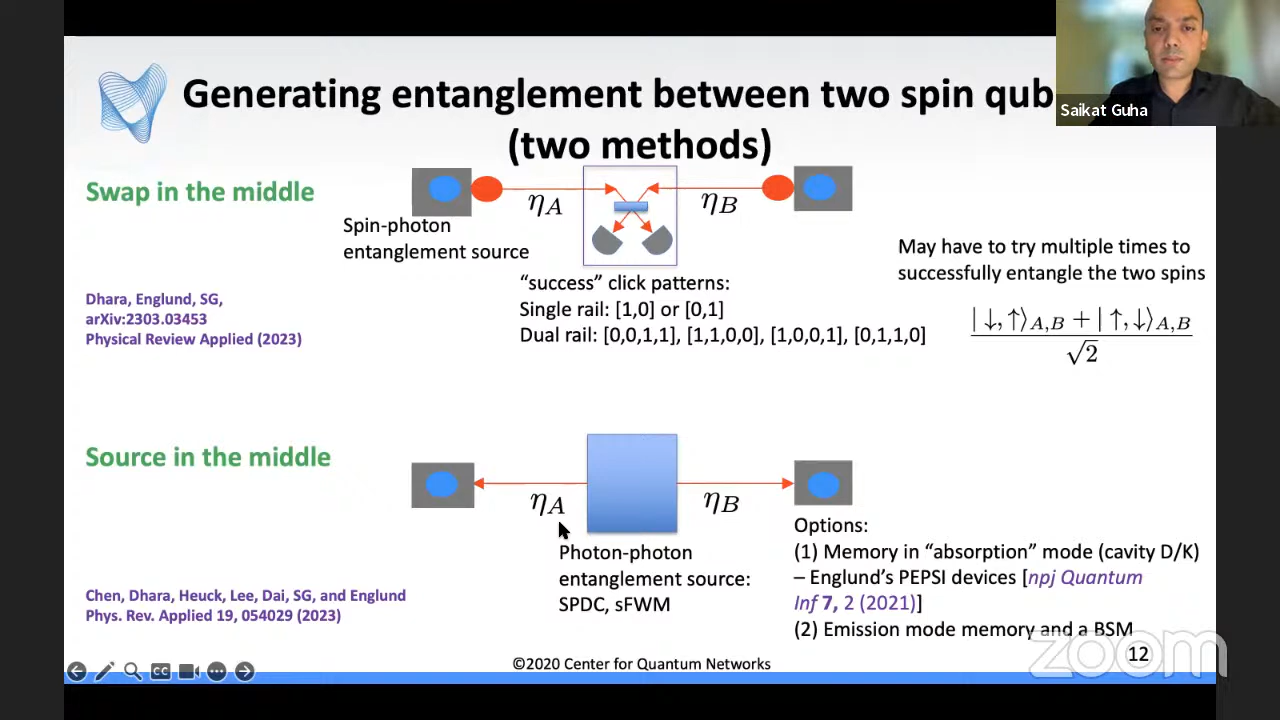 Generating entanglement between two spin qub
(two methods)
Saikat Guha
Swap in the middle
η_A
η_B
Spin-photon
entanglement source
“success” click patterns:
Single rail: [1,0] or [0,1]
Dual rail: [0,0,1,1], [1,1,0,0], [1,0,0,1], [0,1,1,0]
May have to try multiple times to
successfully entangle the two spins
|↓,↑⟩_{A,B} + |↑,↓⟩_{A,B}
√2
Dhara, Englund, SG,
arXiv:2303.03453
Physical Review Applied (2023)
Source in the middle
η_A
η_B
Photon-photon
entanglement source:
SPDC, sFWM
Options:
(1) Memory in “absorption” mode (cavity D/K)
– Englund’s PEPSI devices [npj Quantum
Inf 7, 2 (2021)]
(2) Emission mode memory and a BSM
Chen, Dhara, Heuck, Lee, Dai, SG, and Englund
Phys. Rev. Applied 19, 054029 (2023)
CC
©2020 Center for Quantum Networks
12
zoom